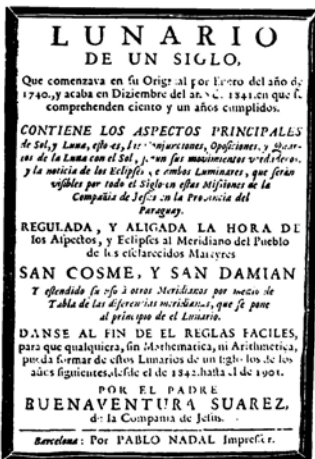 LUNARIO
DE UN SIGLO,
Que comenzava en su Original por Enero del año de
1740., y acaba en Diziembre del año de 1841. en que se
comprehenden ciento y un años cumplidos.
CONTIENE LOS ASPECTOS PRINCIPALES
de Sol, y Luna, esto es, las Conjunciones, Oposiciones, y Quartos
de la Luna con el Sol, segun sus movimientos verdaderos,
y la noticia de los Eclipses de ambos Luminares, que serán
visibles por todo el Siglo en estas Missiones de la
Compañia de Jesus en la Provincia del
Paraguay.
REGULADA, Y ALIGADA LA HORA DE
los Aspectos, y Eclipses al Meridiano del Pueblo
de los esclarecidos Martyres
SAN COSME, Y SAN DAMIAN
Y estendido su uso à otros Meridianos por medio de
Tabla de las diferencias meridianas, que se pone
al principio de el Lunario.
DANSE AL FIN DE EL REGLAS FACILES,
para que qualquiera, sin Mathematica, ni Arithmetica,
pueda formar de estos Lunarios de un siglo los de los
años siguientes, desde el de 1842. hasta el de 1901.
POR EL PADRE
BUENAVENTURA SUAREZ,
de la Compañia de Jesus.
Barcelona: Por PABLO NADAL Impressor.